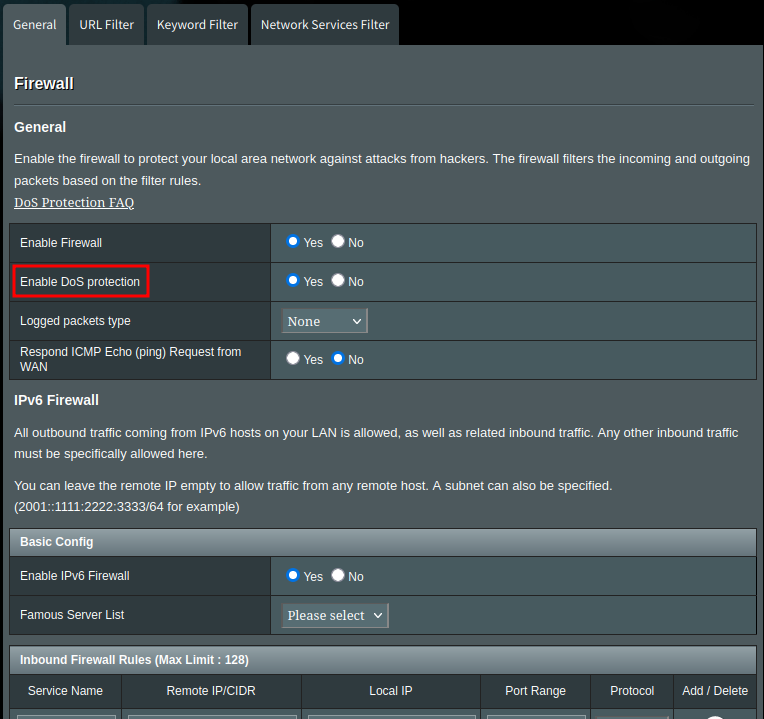 General
URL Filter
Keyword Filter
Network Services Filter
Firewall
General
Enable the firewall to protect your local area network against attacks from hackers. The firewall filters the incoming and outgoing
packets based on the filter rules.
DoS Protection FAQ
Enable Firewall
Yes No
Enable DoS protection
Yes No
Logged packets type
None
Respond ICMP Echo (ping) Request from
WAN
Yes No
IPv6 Firewall
All outbound traffic coming from IPv6 hosts on your LAN is allowed, as well as related inbound traffic. Any other inbound traffic
must be specifically allowed here.
You can leave the remote IP empty to allow traffic from any remote host. A subnet can also be specified.
(2001::1111:2222:3333/64 for example)
Basic Config
Enable IPv6 Firewall
Yes No
Famous Server List
Please select
Inbound Firewall Rules (Max Limit : 128)
Service Name
Remote IP/CIDR
Local IP
Port Range
Protocol
Add / Delete